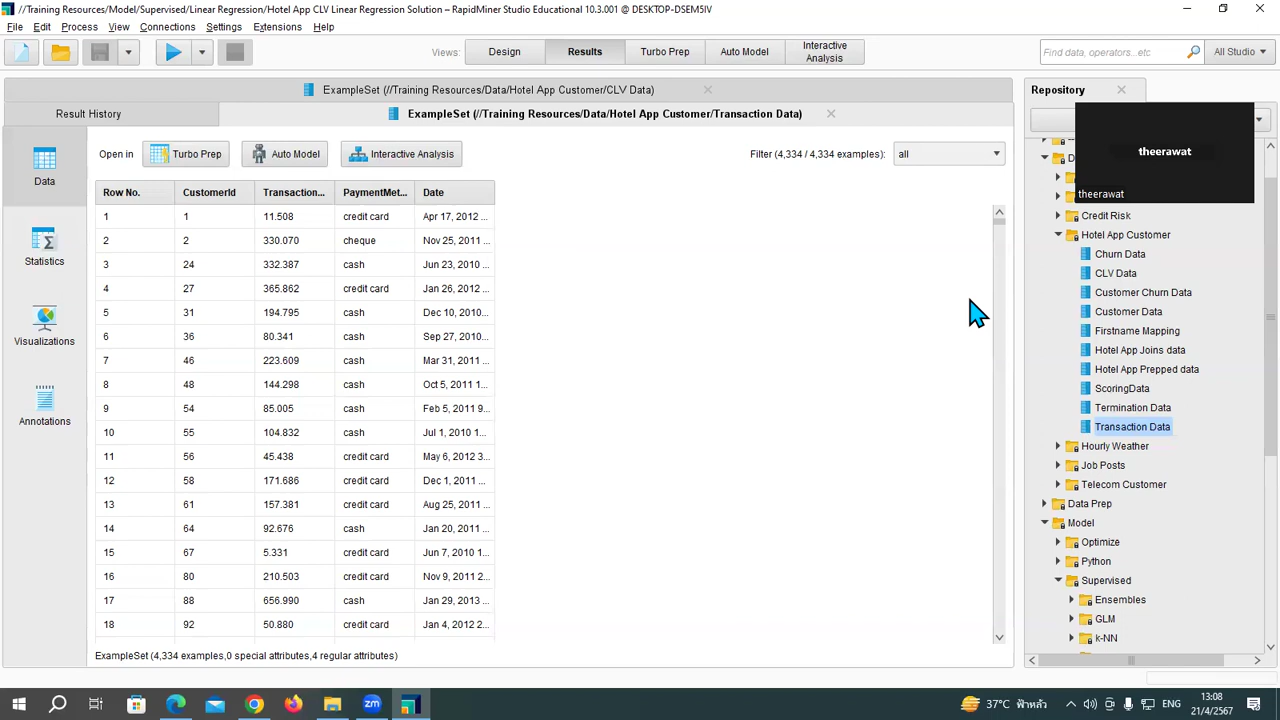 //Training Resources/Model/Supervised/Linear Regression/Hotel App CLV Linear Regression Solution – RapidMiner Studio Educational 10.3.001 @ DESKTOP-DSEM5IV
File Edit Process View Connections Settings Extensions Help
Views: Design Results Turbo Prep Auto Model Interactive Analysis Find data, operators...etc All Studio
ExampleSet (//Training Resources/Data/Hotel App Customer/CLV Data)
Result History ExampleSet (//Training Resources/Data/Hotel App Customer/Transaction Data)
Data
Statistics
Visualizations
Annotations
Open in Turbo Prep Auto Model Interactive Analysis Filter (4,334 / 4,334 examples): all
Row No. CustomerId Transaction... PaymentMet... Date
1 1 11.508 credit card Apr 17, 2012 ...
2 2 330.070 cheque Nov 25, 2011 ...
3 24 332.387 cash Jun 23, 2010 ...
4 27 365.862 credit card Jan 26, 2012 ...
5 31 194.795 cash Dec 10, 2010...
6 36 80.341 cash Sep 27, 2010...
7 46 223.609 cash Mar 31, 2011 ...
8 48 144.298 cash Oct 5, 2011 1...
9 54 85.005 cash Feb 5, 2011 9...
10 55 104.832 cash Jul 1, 2010 1...
11 56 45.438 credit card May 6, 2012 3...
12 58 171.686 credit card Dec 1, 2011 ...
13 61 157.381 credit card Aug 25, 2011 ...
14 64 92.676 cash Jan 20, 2011 ...
15 67 5.331 credit card Jun 7, 2010 1...
16 80 210.503 credit card Nov 9, 2011 2...
17 88 656.990 cash Jan 29, 2013 ...
18 92 50.880 credit card Jan 4, 2012 2...
ExampleSet (4,334 examples,0 special attributes,4 regular attributes)
Repository
theerawat
theerawat
Credit Risk
Hotel App Customer
Churn Data
CLV Data
Customer Churn Data
Customer Data
Firstname Mapping
Hotel App Joins data
Hotel App Prepped data
ScoringData
Termination Data
Transaction Data
Hourly Weather
Job Posts
Telecom Customer
Data Prep
Model
Optimize
Python
Supervised
Ensembles
GLM
k-NN
zm 37°C ฟ้าหลัว ENG 13:08
21/4/2567